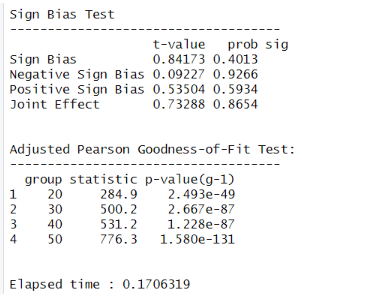 Sign Bias Test
------------------------------------
t-value prob sig
Sign Bias 0.84173 0.4013
Negative Sign Bias 0.09227 0.9266
Positive Sign Bias 0.53504 0.5934
Joint Effect 0.73288 0.8654
Adjusted Pearson Goodness-of-Fit Test:
------------------------------------
group statistic p-value(g-1)
1 20 284.9 2.493e-49
2 30 500.2 2.667e-87
3 40 531.2 1.228e-87
4 50 776.3 1.580e-131
Elapsed time : 0.1706319